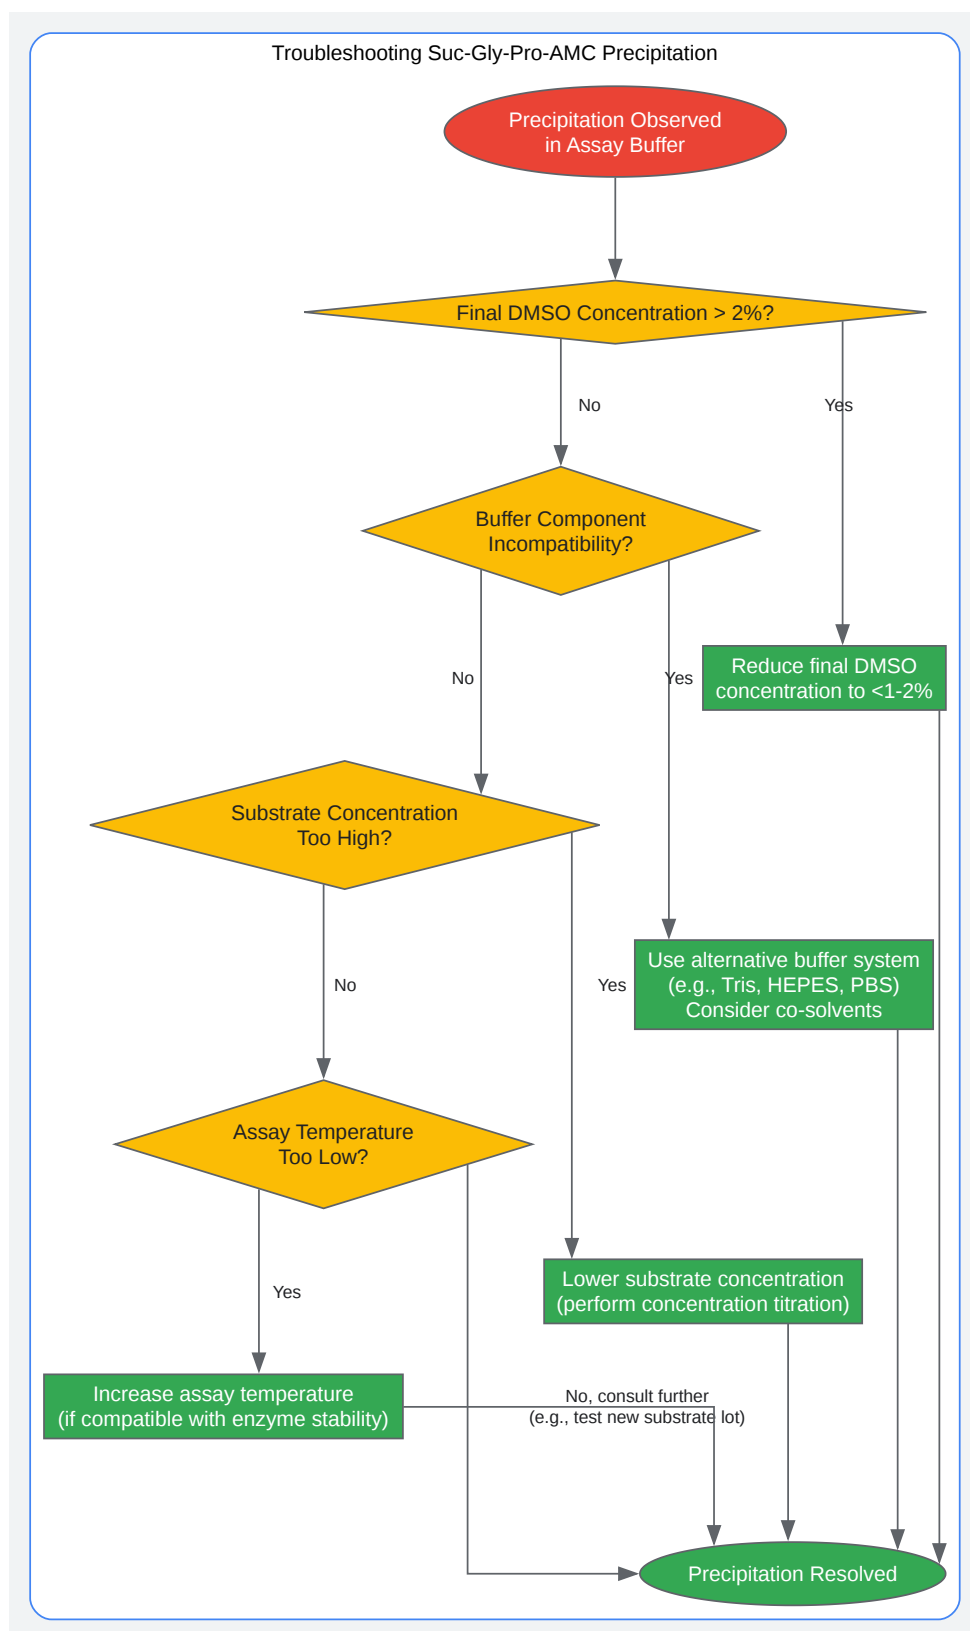 Troubleshooting Suc-Gly-Pro-AMC Precipitation
Precipitation Observed
in Assay Buffer
Final DMSO Concentration > 2%?
No
Yes
Buffer Component
Incompatibility?
No
Yes
Reduce final DMSO
concentration to <1-2%
Substrate Concentration
Too High?
No
Yes
Use alternative buffer system
(e.g., Tris, HEPES, PBS)
Consider co-solvents
Assay Temperature
Too Low?
Yes
Lower substrate concentration
(perform concentration titration)
Increase assay temperature
(if compatible with enzyme stability)
No, consult further
(e.g., test new substrate lot)
Precipitation Resolved